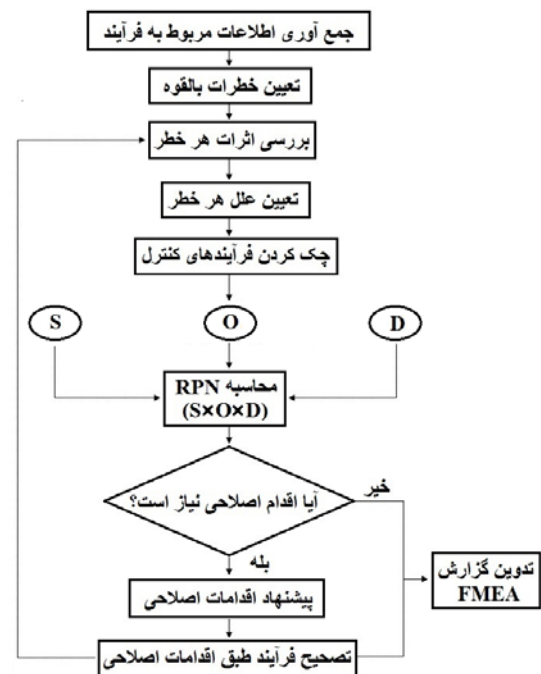 جمع آوری اطلاعات مربوط به فرآیند
تعیین خطرات بالقوه
بررسی اثرات هر خطر
تعیین علل هر خطر
چک کردن فرآیندهای کنترل
S
O
D
محاسبه RPN
(S×O×D)
آیا اقدام اصلاحی نیاز است؟
خیر
بله
پیشنهاد اقدامات اصلاحی
تصحیح فرآیند طبق اقدامات اصلاحی
تدوین گزارش
FMEA